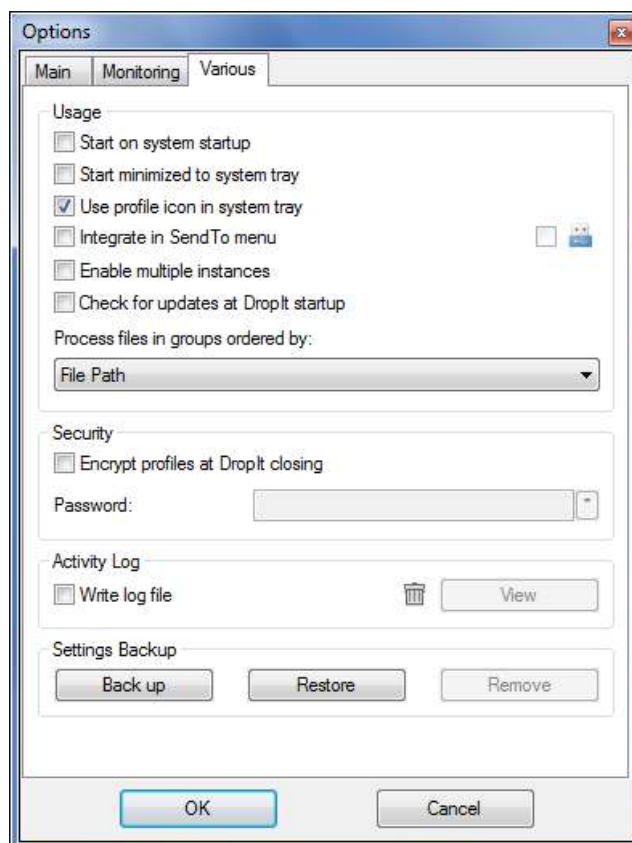 Options
x
Main Monitoring Various
Usage
Start on system startup
Start minimized to system tray
Use profile icon in system tray
Integrate in SendTo menu
Enable multiple instances
Check for updates at DropIt startup
Process files in groups ordered by:
File Path
Security
Encrypt profiles at DropIt closing
Password:
Activity Log
Write log file View
Settings Backup
Back up Restore Remove
OK Cancel